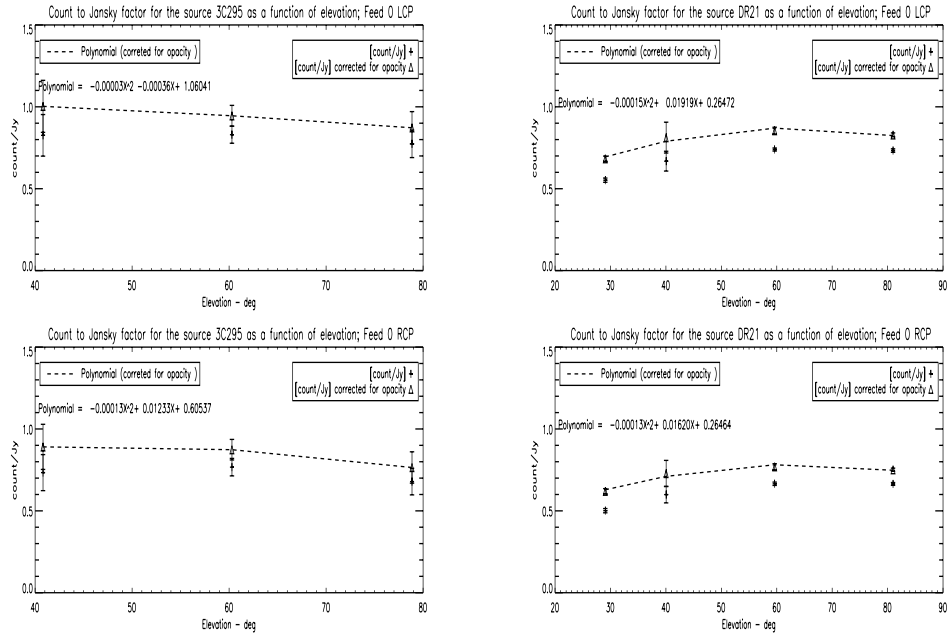 Count to Jansky factor for the source 3C295 as a function of elevation; Feed 0 LCP
1.5
Polynomial (correted for opacity )
[count/Jy] +
[count/Jy] corrected for opacity Δ
Polynomial = -0.00003X^2 -0.00036X+ 1.06041
1.0
count/Jy
0.5
0.0
40 50 60 70 80
Elevation - deg
Count to Jansky factor for the source DR21 as a function of elevation; Feed 0 LCP
1.5
Polynomial (correted for opacity )
[count/Jy] +
[count/Jy] corrected for opacity Δ
Polynomial = -0.00015X^2+ 0.01919X+ 0.26472
1.0
count/Jy
0.5
0.0
20 30 40 50 60 70 80 90
Elevation - deg
Count to Jansky factor for the source 3C295 as a function of elevation; Feed 0 RCP
1.5
Polynomial (correted for opacity )
[count/Jy] +
[count/Jy] corrected for opacity Δ
Polynomial = -0.00013X^2+ 0.01233X+ 0.60537
1.0
count/Jy
0.5
0.0
40 50 60 70 80
Elevation - deg
Count to Jansky factor for the source DR21 as a function of elevation; Feed 0 RCP
1.5
Polynomial (correted for opacity )
[count/Jy] +
[count/Jy] corrected for opacity Δ
Polynomial = -0.00013X^2+ 0.01620X+ 0.26464
1.0
count/Jy
0.5
0.0
20 30 40 50 60 70 80 90
Elevation - deg